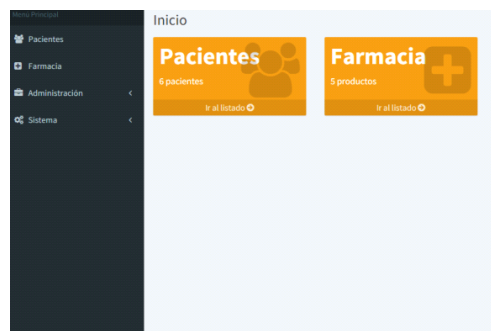 Menu Principal
Pacientes
Farmacia
Administración
Sistema
Inicio
Pacientes
6 pacientes
Ir al listado
Farmacia
5 productos
Ir al listado